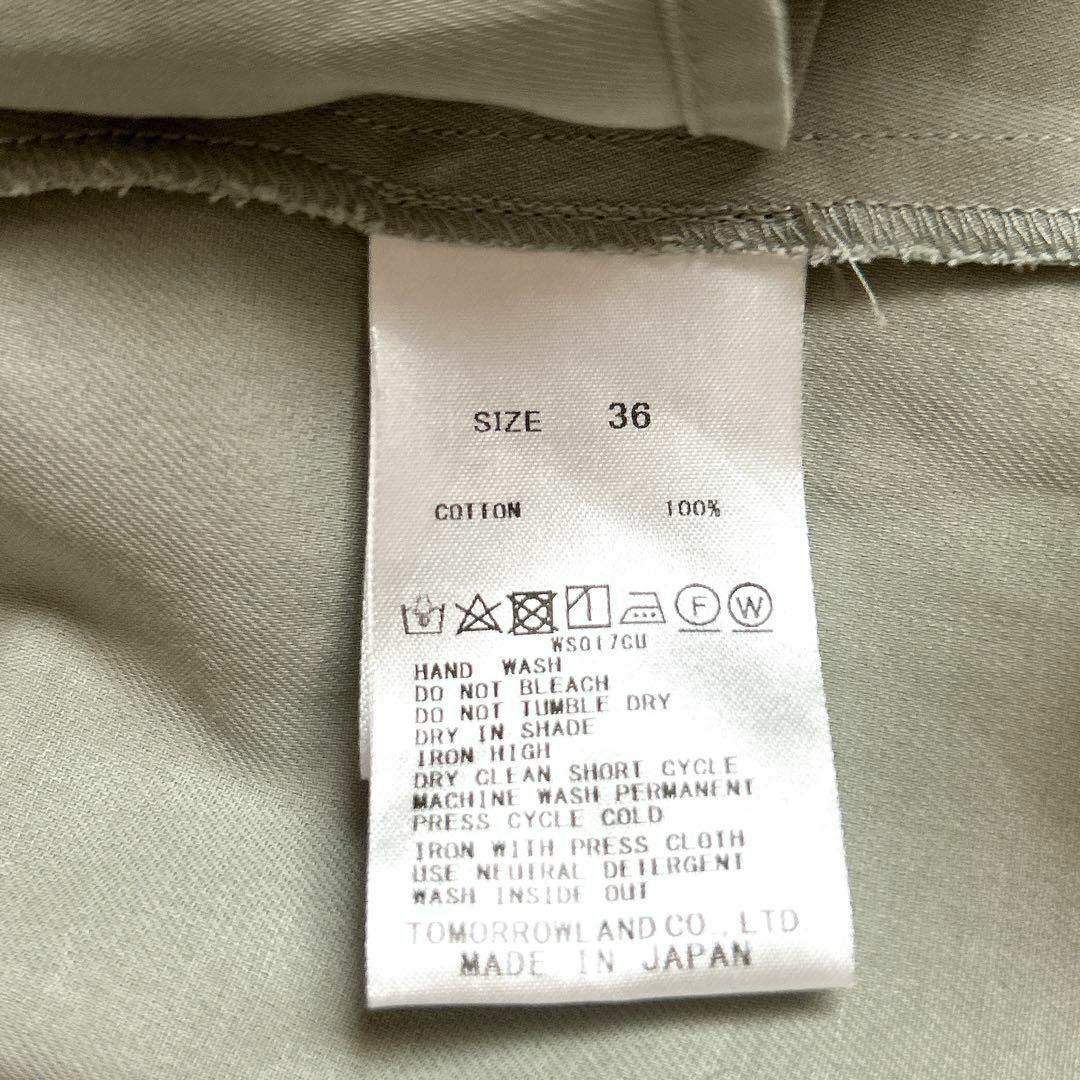 SIZE 36
COTTON 100%
F W
WS017CU
HAND WASH
DO NOT BLEACH
DO NOT TUMBLE DRY
DRY IN SHADE
IRON HIGH
DRY CLEAN SHORT CYCLE
MACHINE WASH PERMANENT
PRESS CYCLE COLD
IRON WITH PRESS CLOTH
USE NEUTRAL DETERGENT
WASH INSIDE OUT
TOMORROWLAND CO., LTD
MADE IN JAPAN